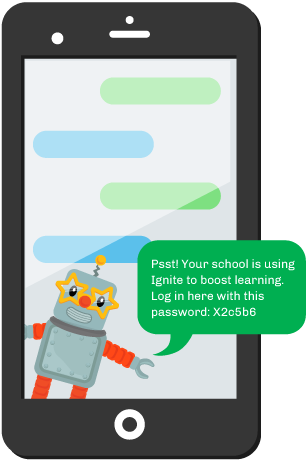 Psst! Your school is using
Ignite to boost learning.
Log in here with this
password: X2c5b6